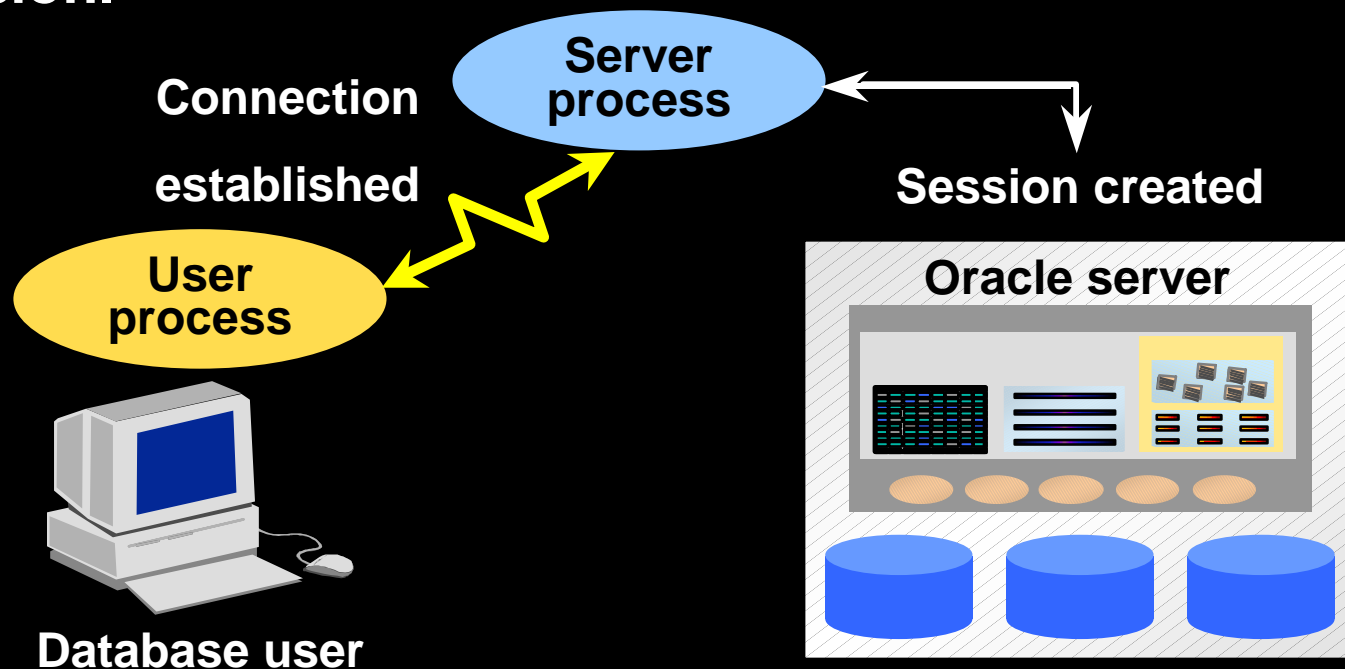 Server
process
Connection
established
Session created
User
process
Oracle server
Database user